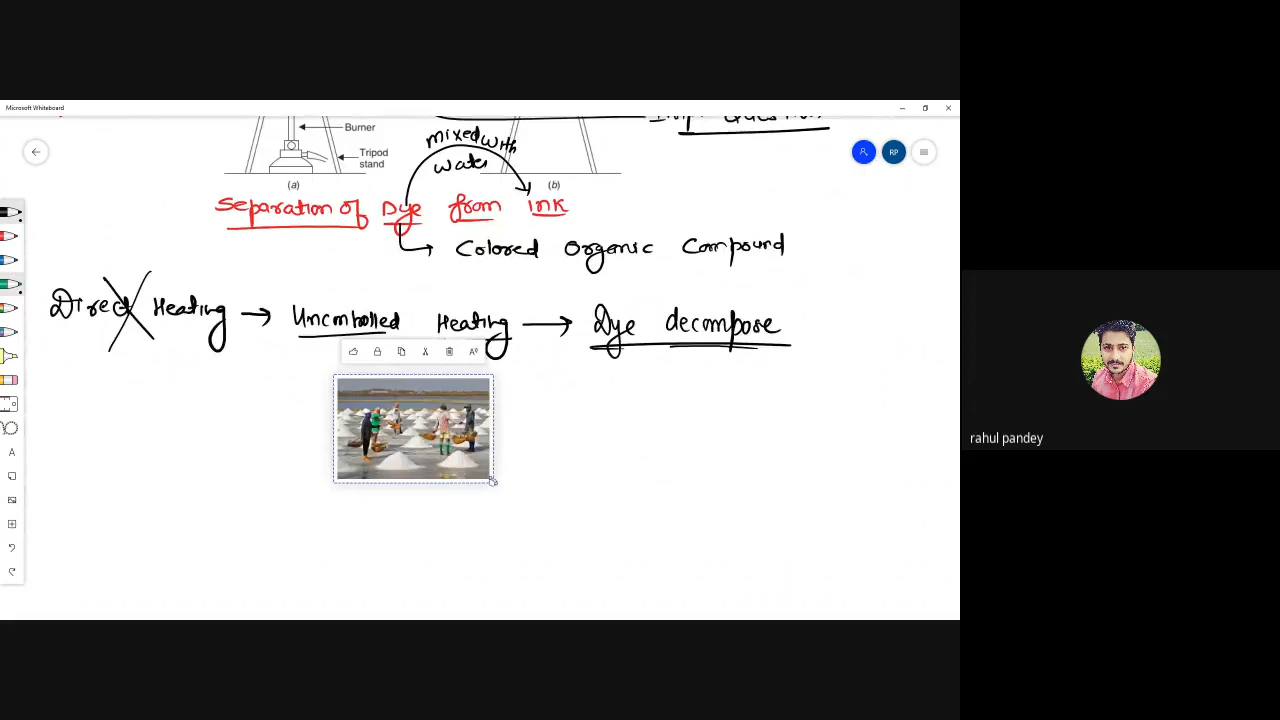 Microsoft Whiteboard
Burner
mixed with
water
RP
Tripod
stand
(a)
(b)
Separation of Dye from ink
Colored Organic Compound
Direct Heating → Uncontrolled Heating → Dye decompose
rahul pandey